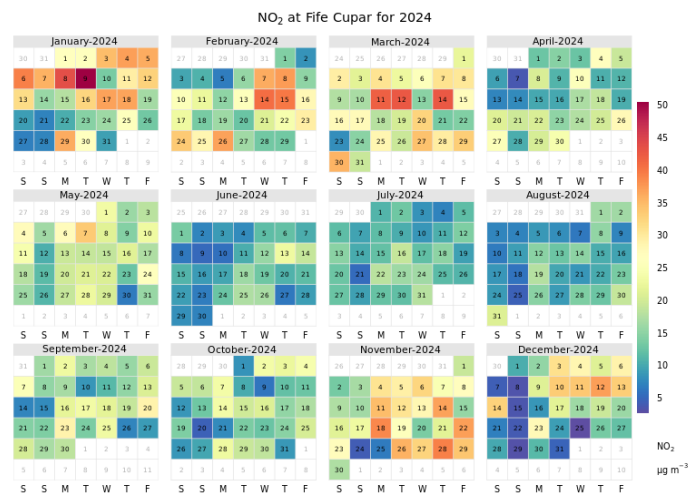 NO₂ at Fife Cupar for 2024
January-2024
30 31 1 2 3 4 5
6 7 8 9 10 11 12
13 14 15 16 17 18 19
20 21 22 23 24 25 26
27 28 29 30 31 1 2
3 4 5 6 7 8 9
S S M T W T F
February-2024
27 28 29 30 31 1 2
3 4 5 6 7 8 9
10 11 12 13 14 15 16
17 18 19 20 21 22 23
24 25 26 27 28 29 1
2 3 4 5 6 7 8
S S M T W T F
March-2024
24 25 26 27 28 29 1
2 3 4 5 6 7 8
9 10 11 12 13 14 15
16 17 18 19 20 21 22
23 24 25 26 27 28 29
30 31 1 2 3 4 5
S S M T W T F
April-2024
30 31 1 2 3 4 5
6 7 8 9 10 11 12
13 14 15 16 17 18 19
20 21 22 23 24 25 26
27 28 29 30 1 2 3
4 5 6 7 8 9 10
S S M T W T F
May-2024
27 28 29 30 1 2 3
4 5 6 7 8 9 10
11 12 13 14 15 16 17
18 19 20 21 22 23 24
25 26 27 28 29 30 31
1 2 3 4 5 6 7
S S M T W T F
June-2024
25 26 27 28 29 30 31
1 2 3 4 5 6 7
8 9 10 11 12 13 14
15 16 17 18 19 20 21
22 23 24 25 26 27 28
29 30 1 2 3 4 5
S S M T W T F
July-2024
29 30 1 2 3 4 5
6 7 8 9 10 11 12
13 14 15 16 17 18 19
20 21 22 23 24 25 26
27 28 29 30 31 1 2
3 4 5 6 7 8 9
S S M T W T F
August-2024
27 28 29 30 31 1 2
3 4 5 6 7 8 9
10 11 12 13 14 15 16
17 18 19 20 21 22 23
24 25 26 27 28 29 30
31 1 2 3 4 5 6
S S M T W T F
September-2024
31 1 2 3 4 5 6
7 8 9 10 11 12 13
14 15 16 17 18 19 20
21 22 23 24 25 26 27
28 29 30 1 2 3 4
5 6 7 8 9 10 11
S S M T W T F
October-2024
28 29 30 1 2 3 4
5 6 7 8 9 10 11
12 13 14 15 16 17 18
19 20 21 22 23 24 25
26 27 28 29 30 31 1
2 3 4 5 6 7 8
S S M T W T F
November-2024
26 27 28 29 30 31 1
2 3 4 5 6 7 8
9 10 11 12 13 14 15
16 17 18 19 20 21 22
23 24 25 26 27 28 29
30 1 2 3 4 5 6
S S M T W T F
December-2024
30 1 2 3 4 5 6
7 8 9 10 11 12 13
14 15 16 17 18 19 20
21 22 23 24 25 26 27
28 29 30 31 1 2 3
4 5 6 7 8 9 10
S S M T W T F
50
45
40
35
30
25
20
15
10
5
NO₂
µg m⁻³